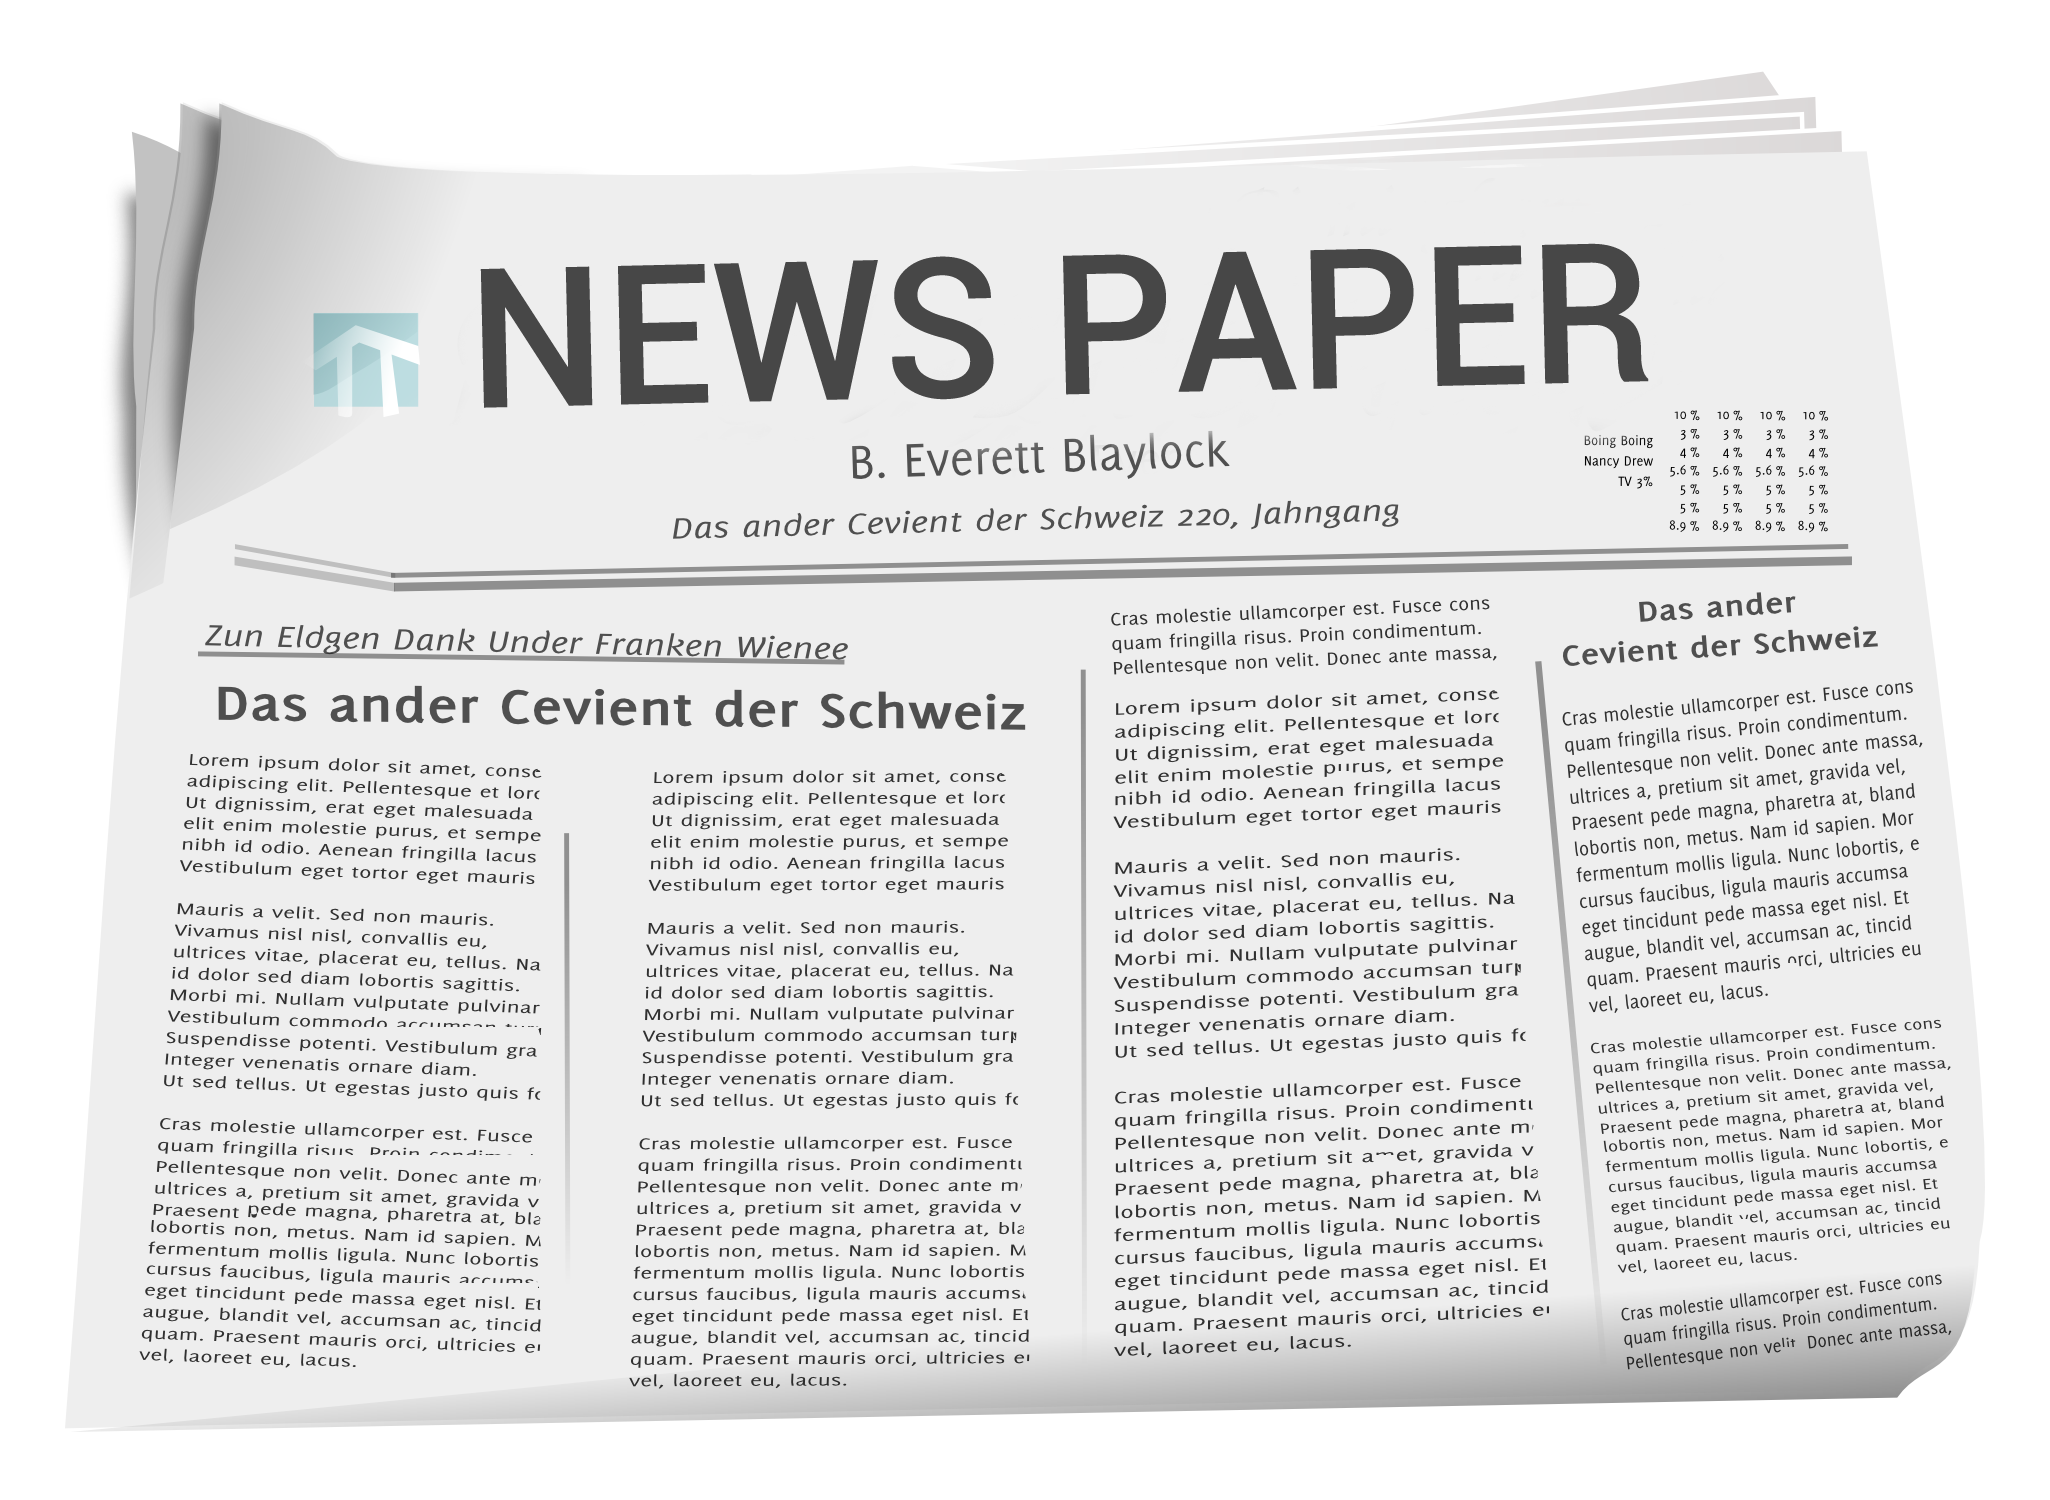 NEWS PAPER
B. Everett Blaylock
Das ander Cevient der Schweiz 220, Jahngang
10 % 10 % 10 % 10 %
3 % 3 % 3 % 3 %
Boing Boing
4 % 4 % 4 % 4 %
Nancy Drew
5.6 % 5.6 % 5.6 % 5.6 %
TV 3%
5 % 5 % 5 % 5 %
5 % 5 % 5 % 5 %
8.9 % 8.9 % 8.9 % 8.9 %
Zun Eldgen Dank Under Franken Wienee
Das ander Cevient der Schweiz
Lorem ipsum dolor sit amet, conse
adipiscing elit. Pellentesque et lorc
Ut dignissim, erat eget malesuada
elit enim molestie purus, et sempe
nibh id odio. Aenean fringilla lacus
Vestibulum eget tortor eget mauris
Mauris a velit. Sed non mauris.
Vivamus nisl nisl, convallis eu,
ultrices vitae, placerat eu, tellus. Na
id dolor sed diam lobortis sagittis.
Morbi mi. Nullam vulputate pulvinar
Vestibulum commodo accumsan
Suspendisse potenti. Vestibulum gra
Integer venenatis ornare diam.
Ut sed tellus. Ut egestas justo quis fc
Cras molestie ullamcorper est. Fusce
quam fringilla risus. Proin
Pellentesque non velit. Donec ante m
ultrices a, pretium sit amet, gravida v
Praesent pede magna, pharetra at, bla
lobortis non, metus. Nam id sapien. M
fermentum mollis ligula. Nunc lobortis
cursus faucibus, ligula mauris accums
eget tincidunt pede massa eget nisl. Et
augue, blandit vel, accumsan ac, tincid
quam. Praesent mauris orci, ultricies e
vel, laoreet eu, lacus.
Lorem ipsum dolor sit amet, conse
adipiscing elit. Pellentesque et lorc
Ut dignissim, erat eget malesuada
elit enim molestie purus, et sempe
nibh id odio. Aenean fringilla lacus
Vestibulum eget tortor eget mauris
Mauris a velit. Sed non mauris.
Vivamus nisl nisl, convallis eu,
ultrices vitae, placerat eu, tellus. Na
id dolor sed diam lobortis sagittis.
Morbi mi. Nullam vulputate pulvinar
Vestibulum commodo accumsan turp
Suspendisse potenti. Vestibulum gra
Integer venenatis ornare diam.
Ut sed tellus. Ut egestas justo quis fc
Cras molestie ullamcorper est. Fusce
quam fringilla risus. Proin condimentu
Pellentesque non velit. Donec ante m
ultrices a, pretium sit amet, gravida v
Praesent pede magna, pharetra at, bla
lobortis non, metus. Nam id sapien. M
fermentum mollis ligula. Nunc lobortis
cursus faucibus, ligula mauris accums
eget tincidunt pede massa eget nisl. Et
augue, blandit vel, accumsan ac, tincid
quam. Praesent mauris orci, ultricies e
vel, laoreet eu, lacus.
Cras molestie ullamcorper est. Fusce cons
quam fringilla risus. Proin condimentum.
Pellentesque non velit. Donec ante massa,
Lorem ipsum dolor sit amet, conse
adipiscing elit. Pellentesque et lorc
Ut dignissim, erat eget malesuada
elit enim molestie purus, et sempe
nibh id odio. Aenean fringilla lacus
Vestibulum eget tortor eget mauris
Mauris a velit. Sed non mauris.
Vivamus nisl nisl, convallis eu,
ultrices vitae, placerat eu, tellus. Na
id dolor sed diam lobortis sagittis.
Morbi mi. Nullam vulputate pulvinar
Vestibulum commodo accumsan turp
Suspendisse potenti. Vestibulum gra
Integer venenatis ornare diam.
Ut sed tellus. Ut egestas justo quis fc
Cras molestie ullamcorper est. Fusce
quam fringilla risus. Proin condimentu
Pellentesque non velit. Donec ante m
ultrices a, pretium sit amet, gravida v
Praesent pede magna, pharetra at, bla
lobortis non, metus. Nam id sapien. M
fermentum mollis ligula. Nunc lobortis
cursus faucibus, ligula mauris accumsa
eget tincidunt pede massa eget nisl. Et
augue, blandit vel, accumsan ac, tincid
quam. Praesent mauris orci, ultricies e
vel, laoreet eu, lacus.
Das ander
Cevient der Schweiz
Cras molestie ullamcorper est. Fusce cons
quam fringilla risus. Proin condimentum.
Pellentesque non velit. Donec ante massa,
ultrices a, pretium sit amet, gravida vel,
Praesent pede magna, pharetra at, bland
lobortis non, metus. Nam id sapien. Mor
fermentum mollis ligula. Nunc lobortis, e
cursus faucibus, ligula mauris accumsa
eget tincidunt pede massa eget nisl. Et
augue, blandit vel, accumsan ac, tincid
quam. Praesent mauris orci, ultricies eu
vel, laoreet eu, lacus.
Cras molestie ullamcorper est. Fusce cons
quam fringilla risus. Proin condimentum.
Pellentesque non velit. Donec ante massa,
ultrices a, pretium sit amet, gravida vel,
Praesent pede magna, pharetra at, bland
lobortis non, metus. Nam id sapien. Mor
fermentum mollis ligula. Nunc lobortis, e
cursus faucibus, ligula mauris accumsa
eget tincidunt pede massa eget nisl. Et
augue, blandit vel, accumsan ac, tincid
quam. Praesent mauris orci, ultricies eu
vel, laoreet eu, lacus.
Cras molestie ullamcorper est. Fusce cons
quam fringilla risus. Proin condimentum.
Pellentesque non velit. Donec ante massa,